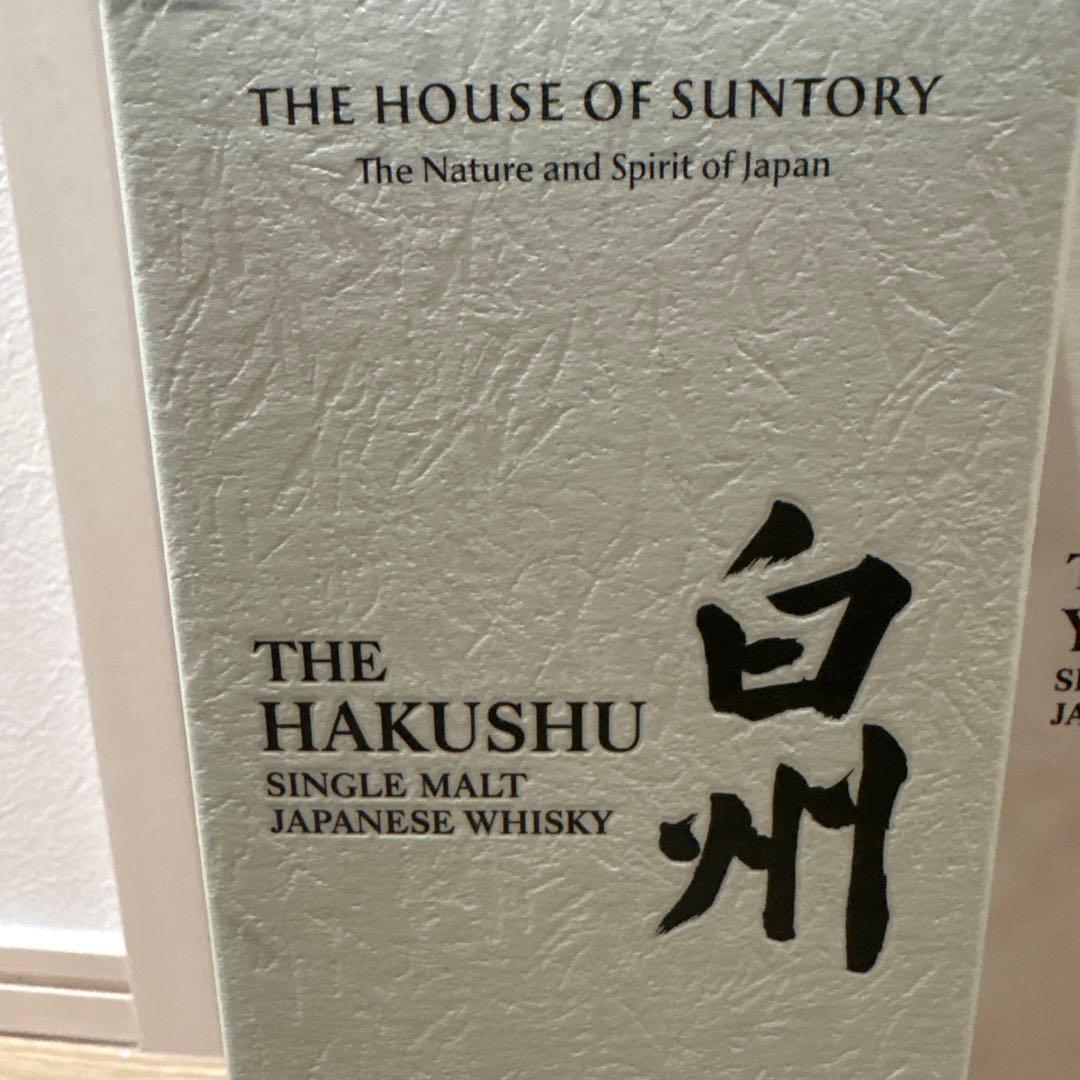 THE HOUSE OF SUNTORY
The Nature and Spirit of Japan
THE
HAKUSHU
SINGLE MALT
JAPANESE WHISKY
白州